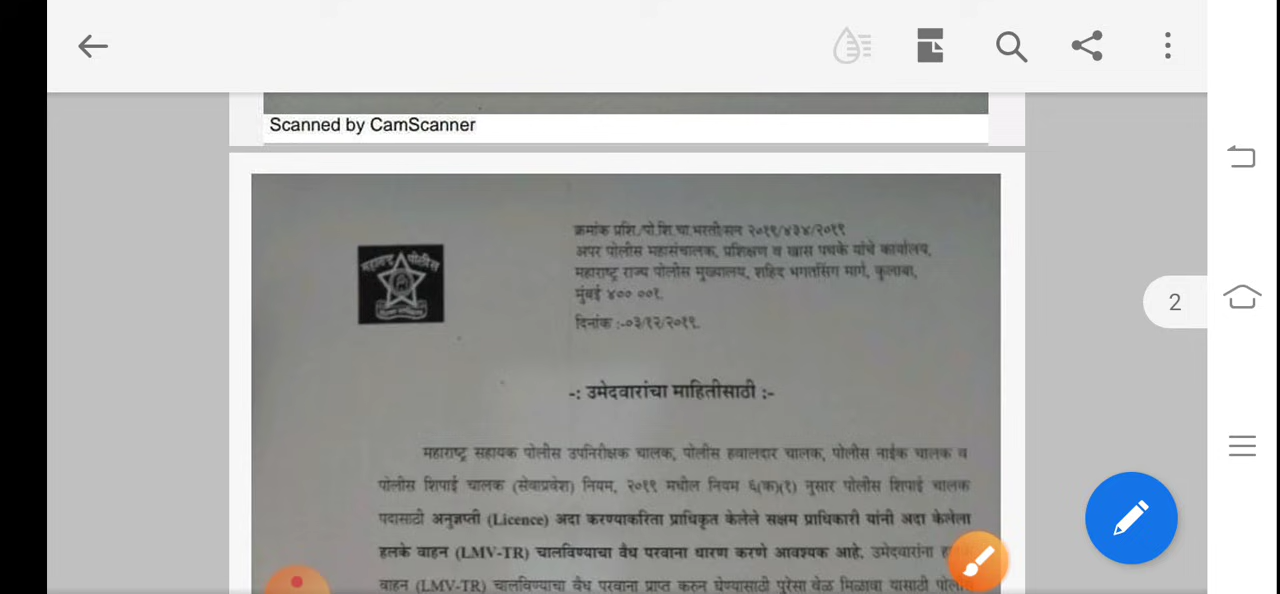 Scanned by CamScanner
क्रमांक प्रशि./पो.शि.चा.भरती/सन २०१९/४३४/२०१९
अपर पोलीस महासंचालक, प्रशिक्षण व खास पथके यांचे कार्यालय,
महाराष्ट्र राज्य पोलीस मुख्यालय, शहिद भगतसिंग मार्ग, कुलाबा,
मुंबई ४०० ००१.
दिनांक :-०३/१२/२०१९.
महाराष्ट्र पोलीस
2
-: उमेदवारांचा माहितीसाठी :-
महाराष्ट्र सहायक पोलीस उपनिरीक्षक चालक, पोलीस हवालदार चालक, पोलीस नाईक चालक व
पोलीस शिपाई चालक (सेवाप्रवेश) नियम, २०१९ मधील नियम ६(क)(१) नुसार पोलीस शिपाई चालक
पदासाठी अनुज्ञप्ती (Licence) अदा करण्याकरिता प्राधिकृत केलेले सक्षम प्राधिकारी यांनी अदा केलेला
हलके वाहन (LMV-TR) चालविण्याचा वैध परवाना धारण करणे आवश्यक आहे. उमेदवारांना
वाहन (LMV-TR) चालविण्याचा वैध परवाना प्राप्त करुन घेण्यासाठी पुरेसा वेळ मिळावा यासाठी